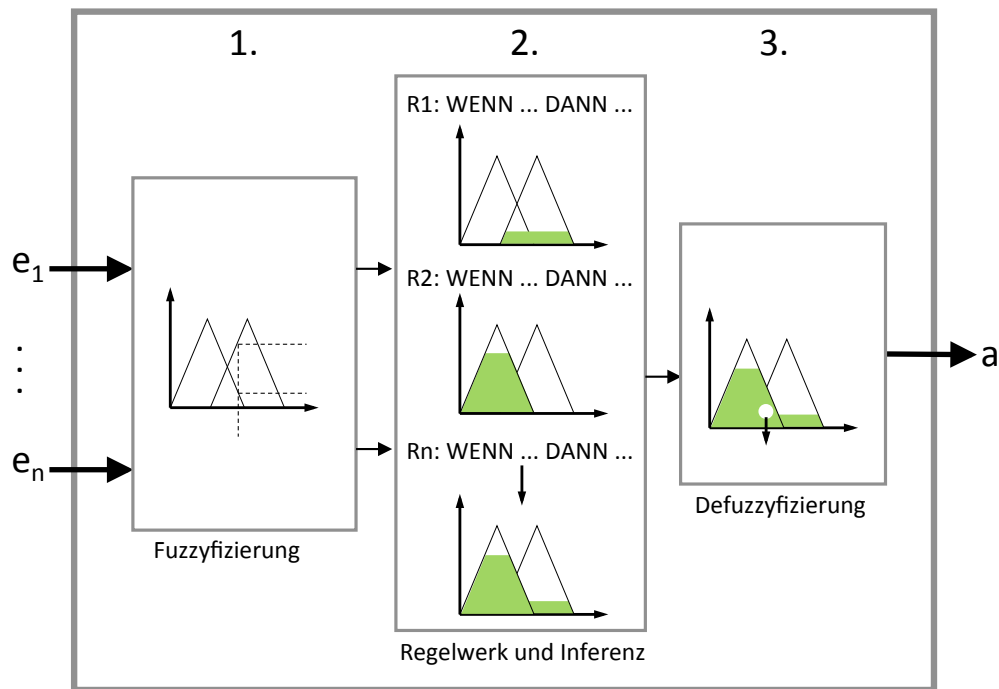 1.
2.
3.
R1: WENN ... DANN ...
R2: WENN ... DANN ...
Rn: WENN ... DANN ...
e1
.
.
.
en
a
Fuzzyfizierung
Regelwerk und Inferenz
Defuzzyfizierung